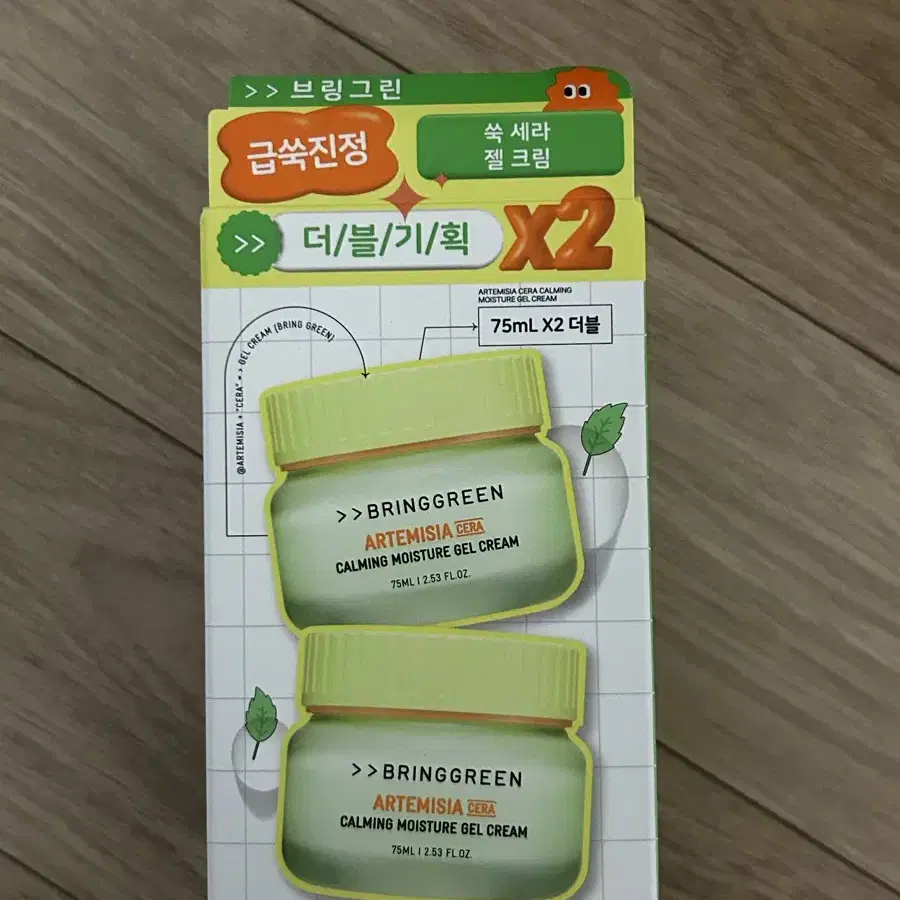 >> 브링그린
급쑥진정
쑥 세라
젤 크림
>> 더/블/기/획 X2
ARTEMISIA CERA CALMING
MOISTURE GEL CREAM
75mL X2 더블
@ARTEMISIA + "CERA" = > GEL CREAM (BRING GREEN)
>>BRINGGREEN
ARTEMISIA CERA
CALMING MOISTURE GEL CREAM
75ML I 2.53 FL.OZ.
>>BRINGGREEN
ARTEMISIA CERA
CALMING MOISTURE GEL CREAM
75ML I 2.53 FL.OZ.